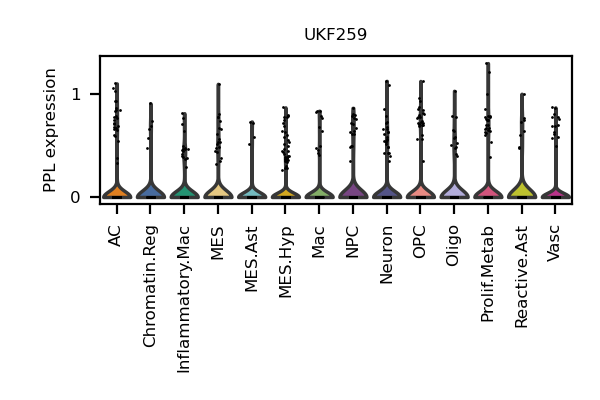 UKF259
PPL expression
1
0
AC
Chromatin.Reg
Inflammatory.Mac
MES
MES.Ast
MES.Hyp
Mac
NPC
Neuron
OPC
Oligo
Prolif.Metab
Reactive.Ast
Vasc